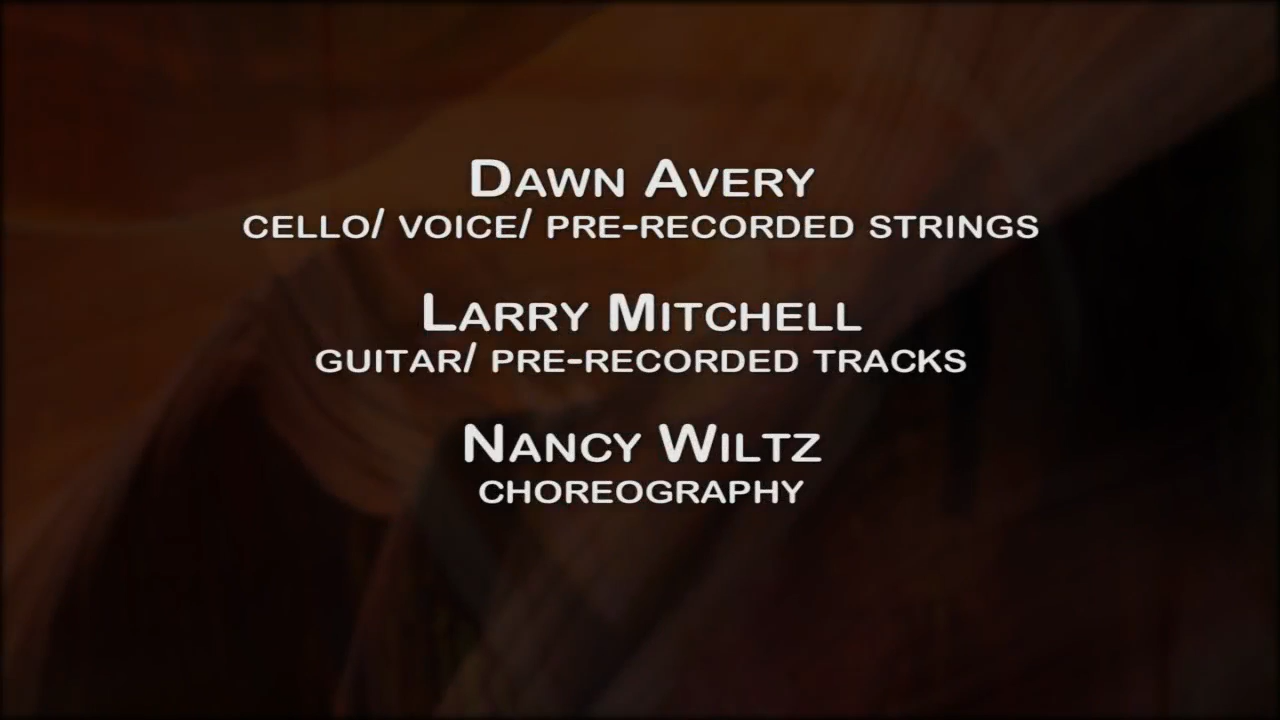 DAWN AVERY
CELLO/ VOICE/ PRE-RECORDED STRINGS
LARRY MITCHELL
GUITAR/ PRE-RECORDED TRACKS
NANCY WILTZ
CHOREOGRAPHY